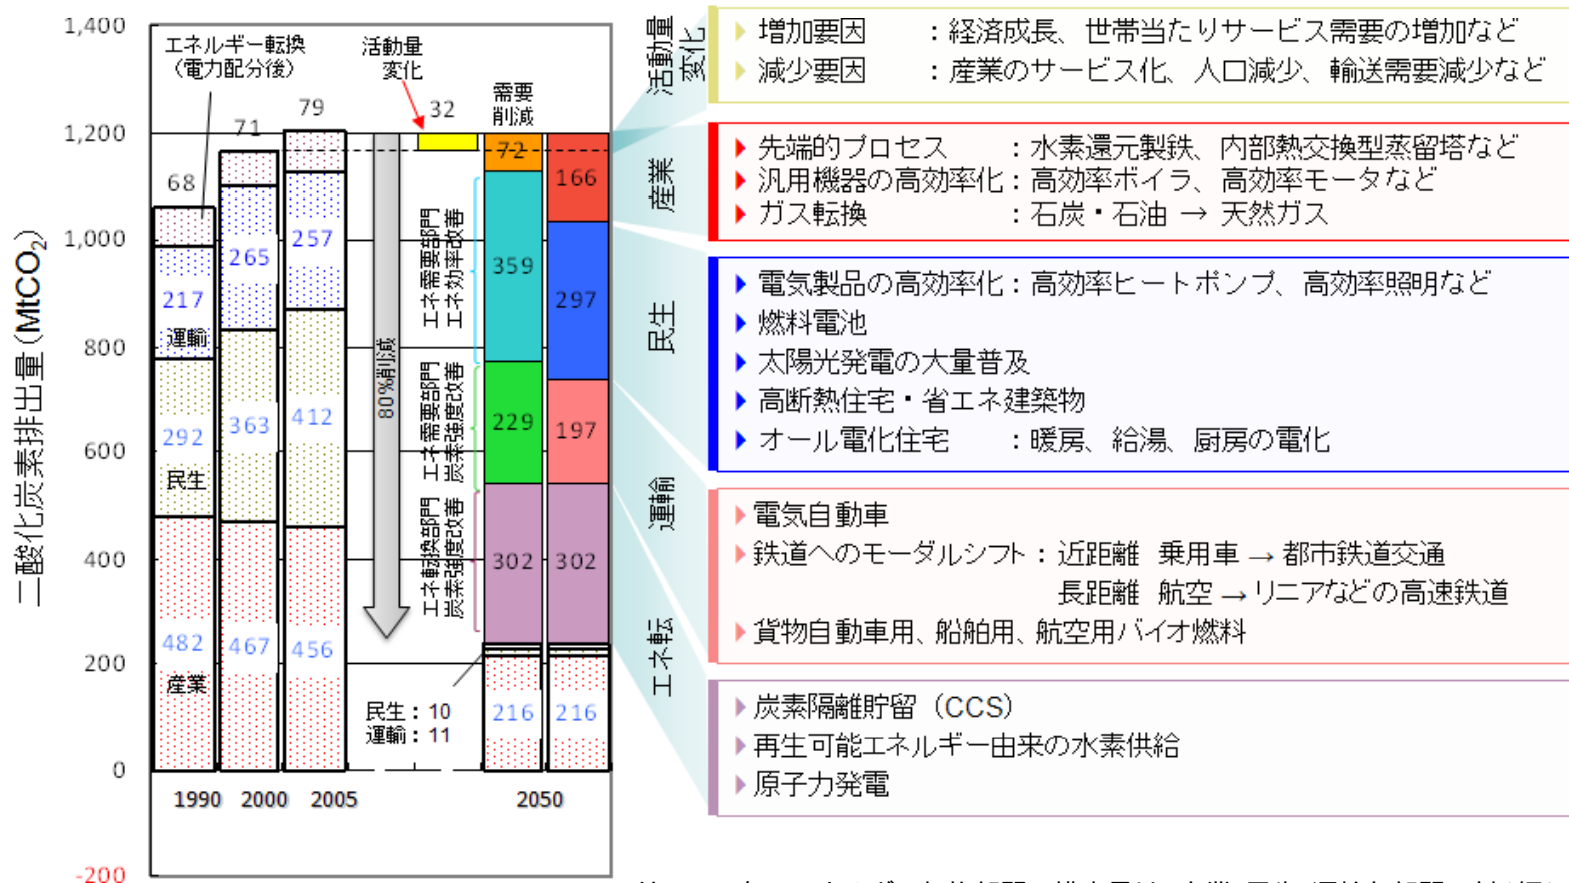 二酸化炭素排出量(MtCO2)
1,400
1,200
1,000
800
600
400
200
0
-200
エネルギー転換
(電力配分後)
68
217
運輸
292
民生
482
産業
1990
71
265
363
467
2000
79
257
412
456
2005
80%削減
活動量
変化
32
需要
削減
72
エネ需要部門
エネ効率改善
359
エネ需要部門
炭素強度改善
229
エネ転換部門
炭素強度改善
302
民生:10
運輸:11
216
166
297
197
302
216
2050
活動量
変化
増加要因 :経済成長、世帯当たりサービス需要の増加など
減少要因 :産業のサービス化、人口減少、輸送需要減少など
産業
先端的プロセス :水素還元製鉄、内部熱交換型蒸留塔など
汎用機器の高効率化:高効率ボイラ、高効率モータなど
ガス転換 :石炭・石油 → 天然ガス
民生
電気製品の高効率化:高効率ヒートポンプ、高効率照明など
燃料電池
太陽光発電の大量普及
高断熱住宅・省エネ建築物
オール電化住宅 :暖房、給湯、厨房の電化
運輸
電気自動車
鉄道へのモーダルシフト:近距離 乗用車 → 都市鉄道交通
長距離 航空 → リニアなどの高速鉄道
貨物自動車用、船舶用、航空用バイオ燃料
エネ転
炭素隔離貯留(CCS)
再生可能エネルギー由来の水素供給
原子力発電